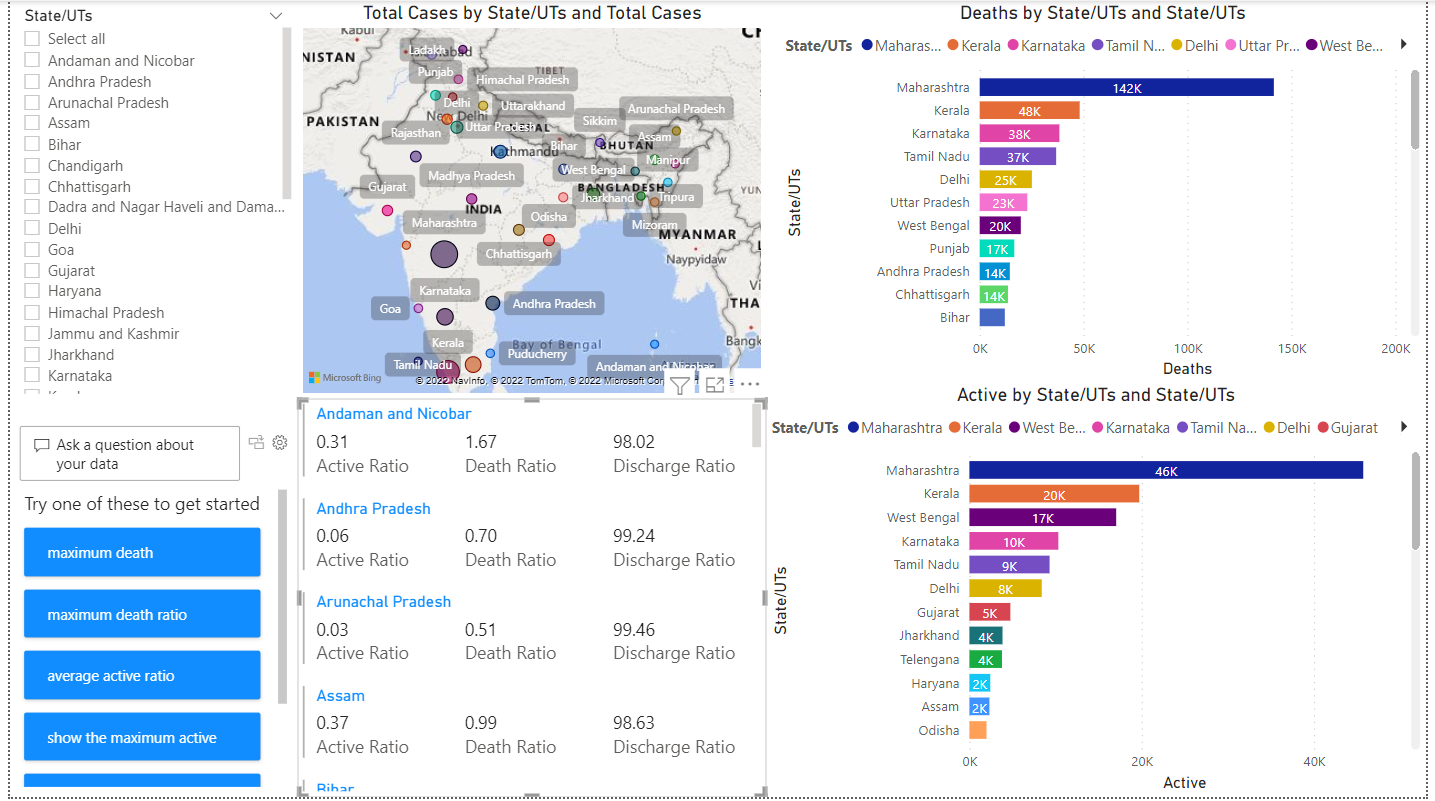 State/UTs
Select all
Andaman and Nicobar
Andhra Pradesh
Arunachal Pradesh
Assam
Bihar
Chandigarh
Chhattisgarh
Dadra and Nagar Haveli and Dama...
Delhi
Goa
Gujarat
Haryana
Himachal Pradesh
Jammu and Kashmir
Jharkhand
Karnataka
Ask a question about
your data
Try one of these to get started
maximum death
maximum death ratio
average active ratio
show the maximum active
Total Cases by State/UTs and Total Cases
Kabul
Ladakh
NISTAN
Punjab
TIBET
Himachal Pradesh
Delhi
Uttarakhand
Arunachal Pradesh
PAKISTAN
New Delhi
Sikkim
Rajasthan
Uttar Pradesh
Assam
Kathmandu
Bihar
BHUTAN
Manipur
Madhya Pradesh
West Bengal
Gujarat
BANGLADESH
YUN
Jharkhand
Tripura
INDIA
Maharashtra
Odisha
Mizoram
MYANMAR
Chhattisgarh
Naypyidaw
Karnataka
Andhra Pradesh
THA
Goa
Kerala
Bay of Bengal
Bangk
Puducherry
Tamil Nadu
Andaman and Nicobar
Microsoft Bing
© 2022 NavInfo, © 2022 TomTom, © 2022 Microsoft Cor
Andaman and Nicobar
0.31 1.67 98.02
Active Ratio Death Ratio Discharge Ratio
Andhra Pradesh
0.06 0.70 99.24
Active Ratio Death Ratio Discharge Ratio
Arunachal Pradesh
0.03 0.51 99.46
Active Ratio Death Ratio Discharge Ratio
Assam
0.37 0.99 98.63
Active Ratio Death Ratio Discharge Ratio
Bihar
Deaths by State/UTs and State/UTs
State/UTs Maharas... Kerala Karnataka Tamil N... Delhi Uttar Pr... West Be...
State/UTs
Maharashtra 142K
Kerala 48K
Karnataka 38K
Tamil Nadu 37K
Delhi 25K
Uttar Pradesh 23K
West Bengal 20K
Punjab 17K
Andhra Pradesh 14K
Chhattisgarh 14K
Bihar
0K 50K 100K 150K 200K
Deaths
Active by State/UTs and State/UTs
State/UTs Maharashtra Kerala West Be... Karnataka Tamil Na... Delhi Gujarat
State/UTs
Maharashtra 46K
Kerala 20K
West Bengal 17K
Karnataka 10K
Tamil Nadu 9K
Delhi 8K
Gujarat 5K
Jharkhand 4K
Telengana 4K
Haryana 2K
Assam 2K
Odisha
0K 20K 40K
Active